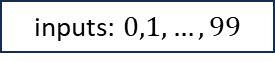 inputs: 0,1, …, 99